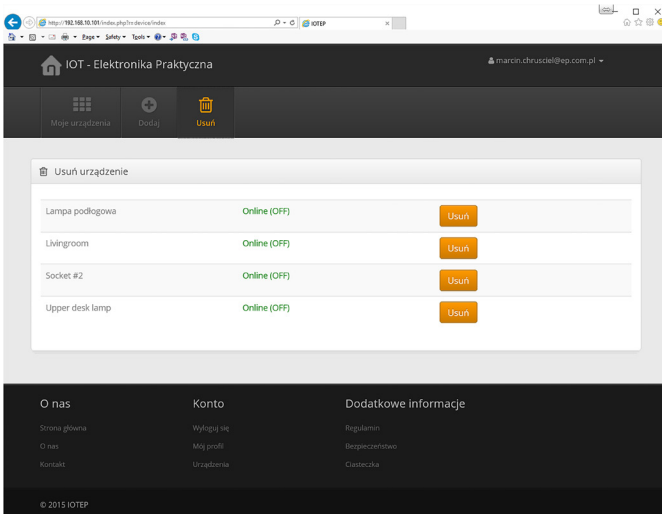 http://192.168.10.101/index.php?r=device/index
IOTEP
Page Safety Tools
IOT - Elektronika Praktyczna
marcin.chrusciel@ep.com.pl
Moje urządzenia Dodaj Usuń
Usuń urządzenie
Lampa podłogowa Online (OFF) Usuń
Livingroom Online (OFF) Usuń
Socket #2 Online (OFF) Usuń
Upper desk lamp Online (OFF) Usuń
O nas Konto Dodatkowe informacje
Strona główna Wyloguj się Regulamin
O nas Mój profil Bezpieczeństwo
Kontakt Urządzenia Ciasteczka
© 2015 IOTEP